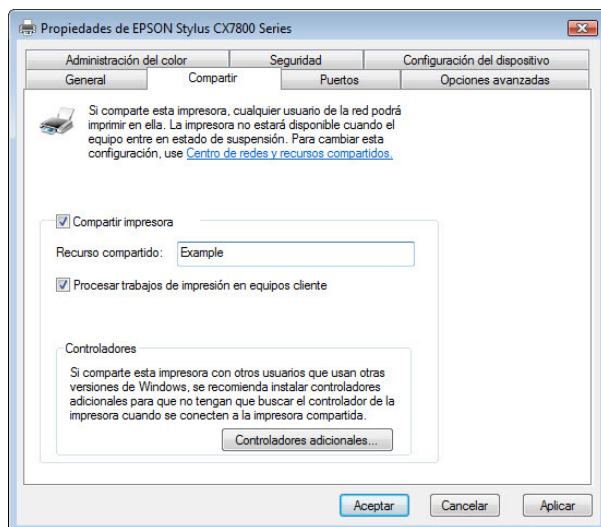 Propiedades de EPSON Stylus CX7800 Series
Administración del color Seguridad Configuración del dispositivo
General Compartir Puertos Opciones avanzadas
Si comparte esta impresora, cualquier usuario de la red podrá
imprimir en ella. La impresora no estará disponible cuando el
equipo entre en estado de suspensión. Para cambiar esta
configuración, use Centro de redes y recursos compartidos.
Compartir impresora
Recurso compartido: Example
Procesar trabajos de impresión en equipos cliente
Controladores
Si comparte esta impresora con otros usuarios que usan otras
versiones de Windows, se recomienda instalar controladores
adicionales para que no tengan que buscar el controlador de la
impresora cuando se conecten a la impresora compartida.
Controladores adicionales...
Aceptar Cancelar Aplicar